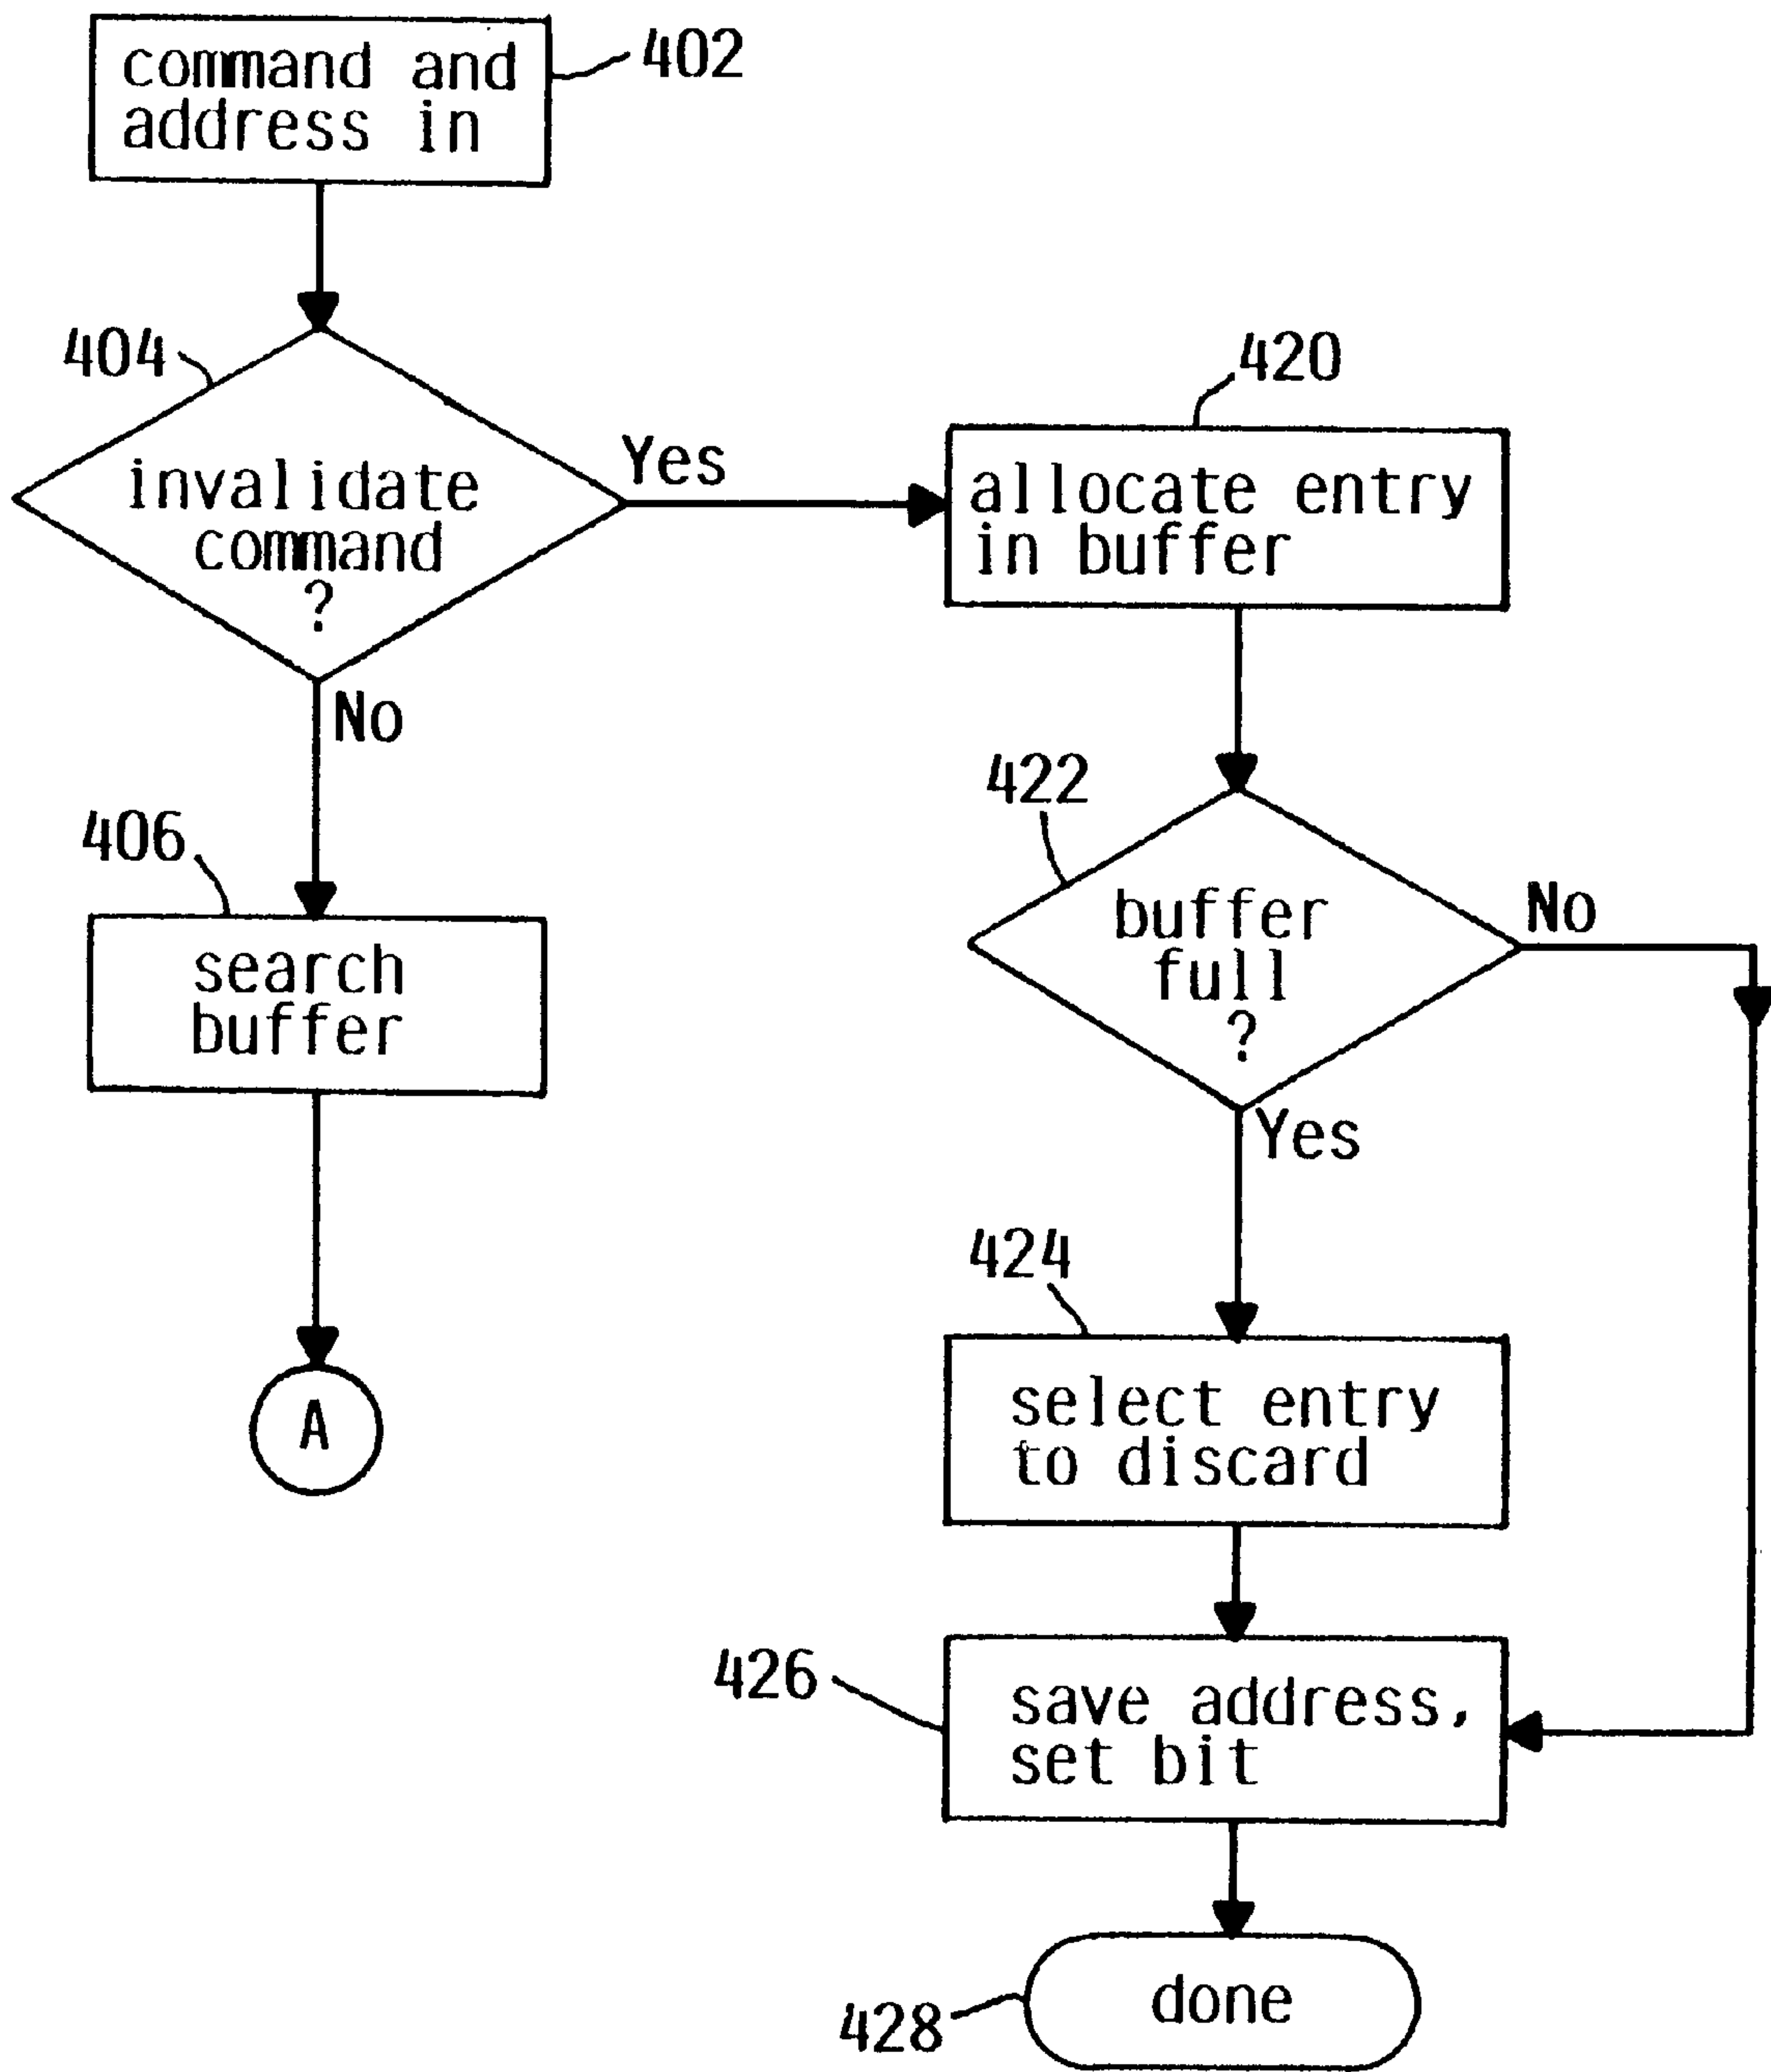 command and
address in
402
404
invalidate
command
?
Yes
No
420
allocate entry
in buffer
406
search
buffer
A
422
buffer
full
?
No
Yes
424
select entry
to discard
426
save address,
set bit
428
done